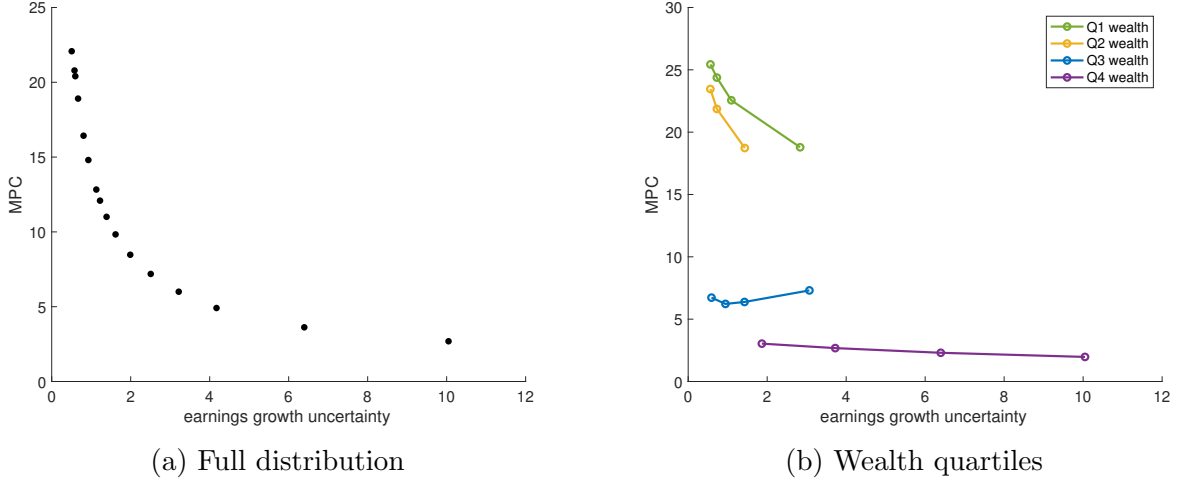 25
20
15
10
5
0
MPC
0 2 4 6 8 10 12
earnings growth uncertainty
(a) Full distribution
30
25
20
15
10
5
0
MPC
Q1 wealth
Q2 wealth
Q3 wealth
Q4 wealth
0 2 4 6 8 10 12
earnings growth uncertainty
(b) Wealth quartiles